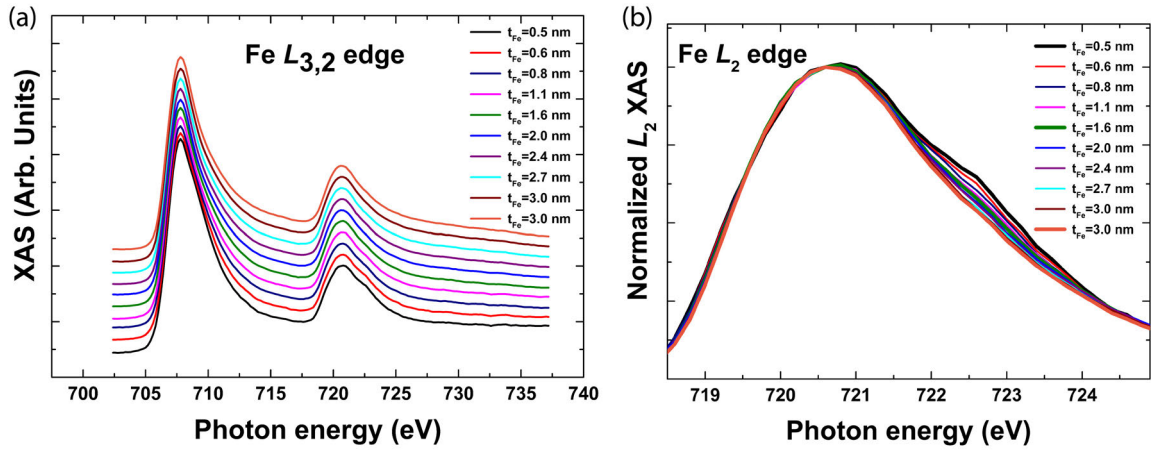 (a)
Fe L3,2 edge
XAS (Arb. Units)
tFe=0.5 nm
tFe=0.6 nm
tFe=0.8 nm
tFe=1.1 nm
tFe=1.6 nm
tFe=2.0 nm
tFe=2.4 nm
tFe=2.7 nm
tFe=3.0 nm
tFe=3.0 nm
700 705 710 715 720 725 730 735 740
Photon energy (eV)
(b)
Fe L2 edge
Normalized L2 XAS
tFe=0.5 nm
tFe=0.6 nm
tFe=0.8 nm
tFe=1.1 nm
tFe=1.6 nm
tFe=2.0 nm
tFe=2.4 nm
tFe=2.7 nm
tFe=3.0 nm
tFe=3.0 nm
719 720 721 722 723 724
Photon energy (eV)